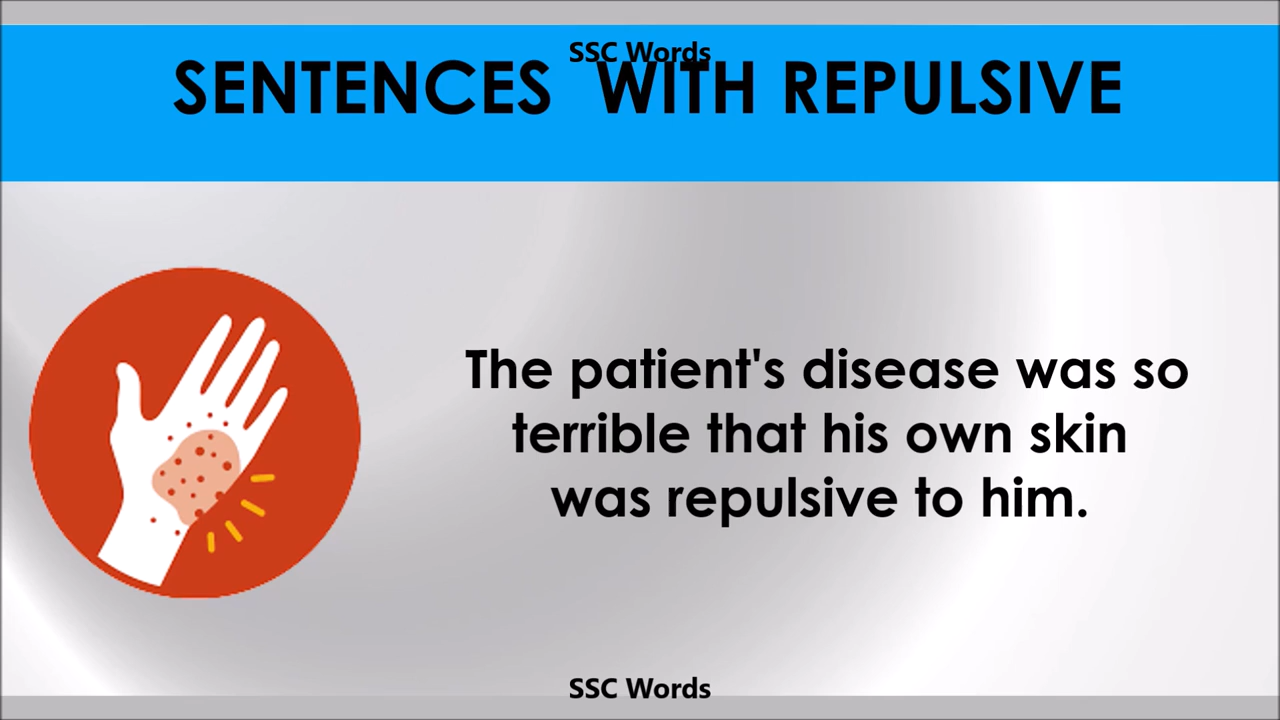 SSC Words
SENTENCES WITH REPULSIVE
The patient's disease was so
terrible that his own skin
was repulsive to him.
SSC Words